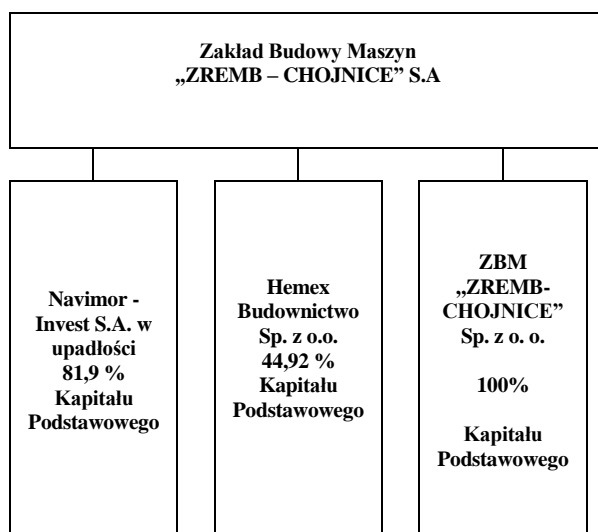 Zakład Budowy Maszyn
„ZREMB – CHOJNICE” S.A
Navimor -
Invest S.A. w
upadłości
81,9 %
Kapitału
Podstawowego
Hemex
Budownictwo
Sp. z o.o.
44,92 %
Kapitału
Podstawowego
ZBM
„ZREMB-
CHOJNICE”
Sp. z o. o.
100%
Kapitału
Podstawowego